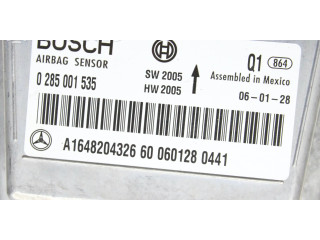 BOSCH
AIRBAG SENSOR
0 285 001 535
SW 2005
HW 2005
Q1 864
Assembled in Mexico
06-01-28
A1648204326 60 060128 0441